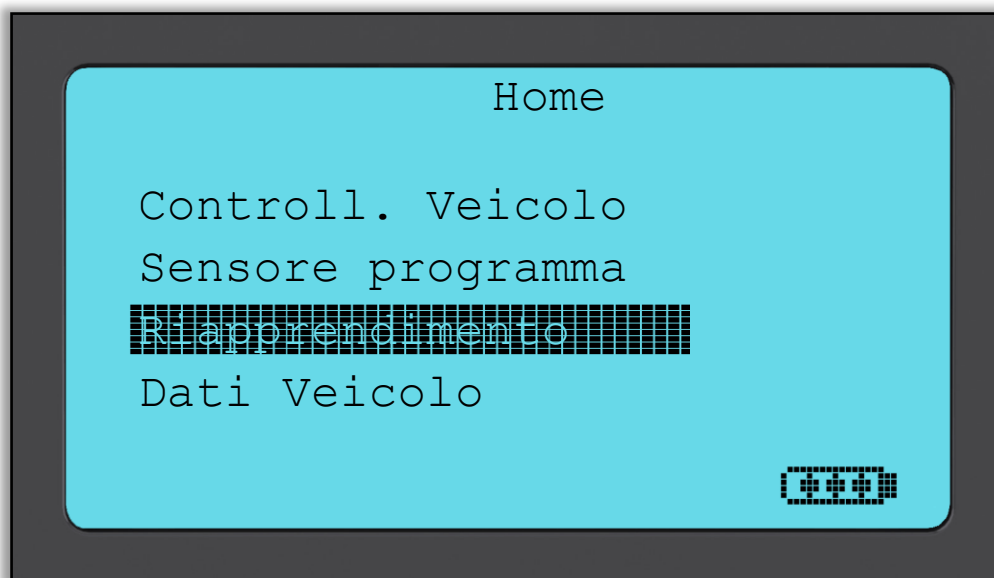 Home
Controll. Veicolo
Sensore programma
Riapprendimento
Dati Veicolo